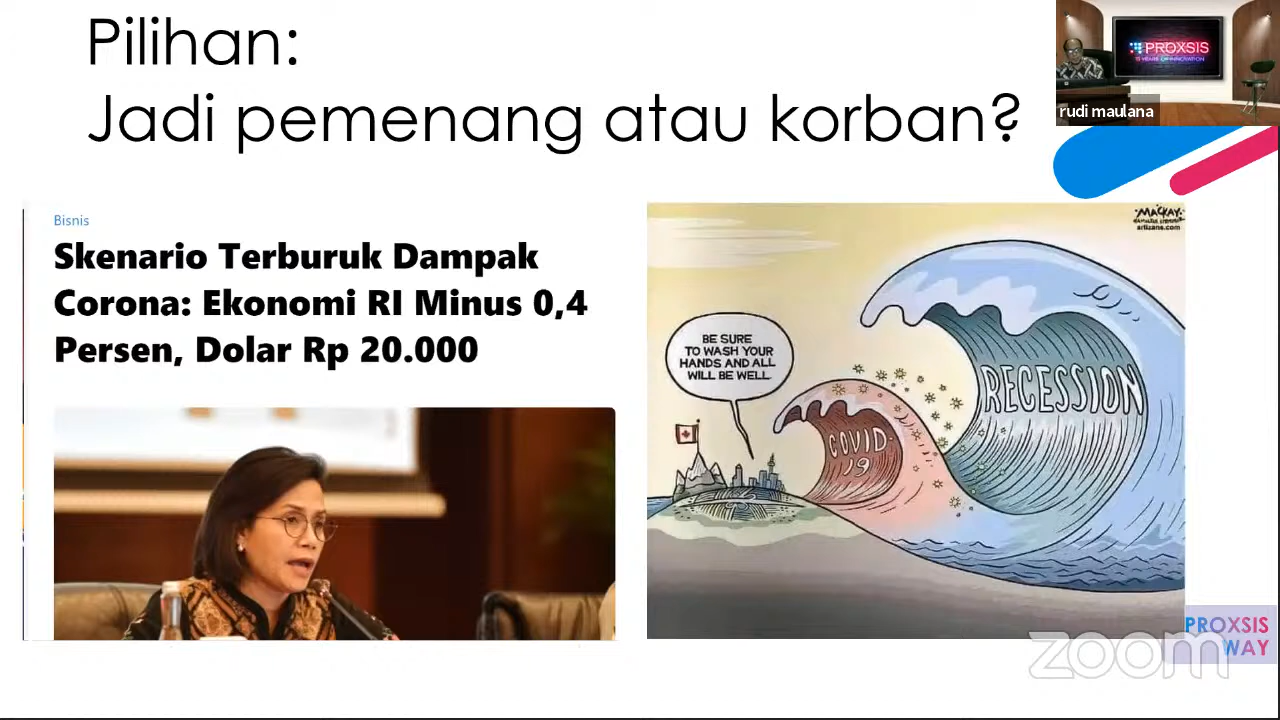 Pilihan:
Jadi pemenang atau korban?
PROXSIS
rudi maulana
Bisnis
Skenario Terburuk Dampak
Corona: Ekonomi RI Minus 0,4
Persen, Dolar Rp 20.000
MACKAY
artizans.com
BE SURE
TO WASH YOUR
HANDS AND ALL
WILL BE WELL.
COVID
19
RECESSION
PROXSIS
WAY
zoom